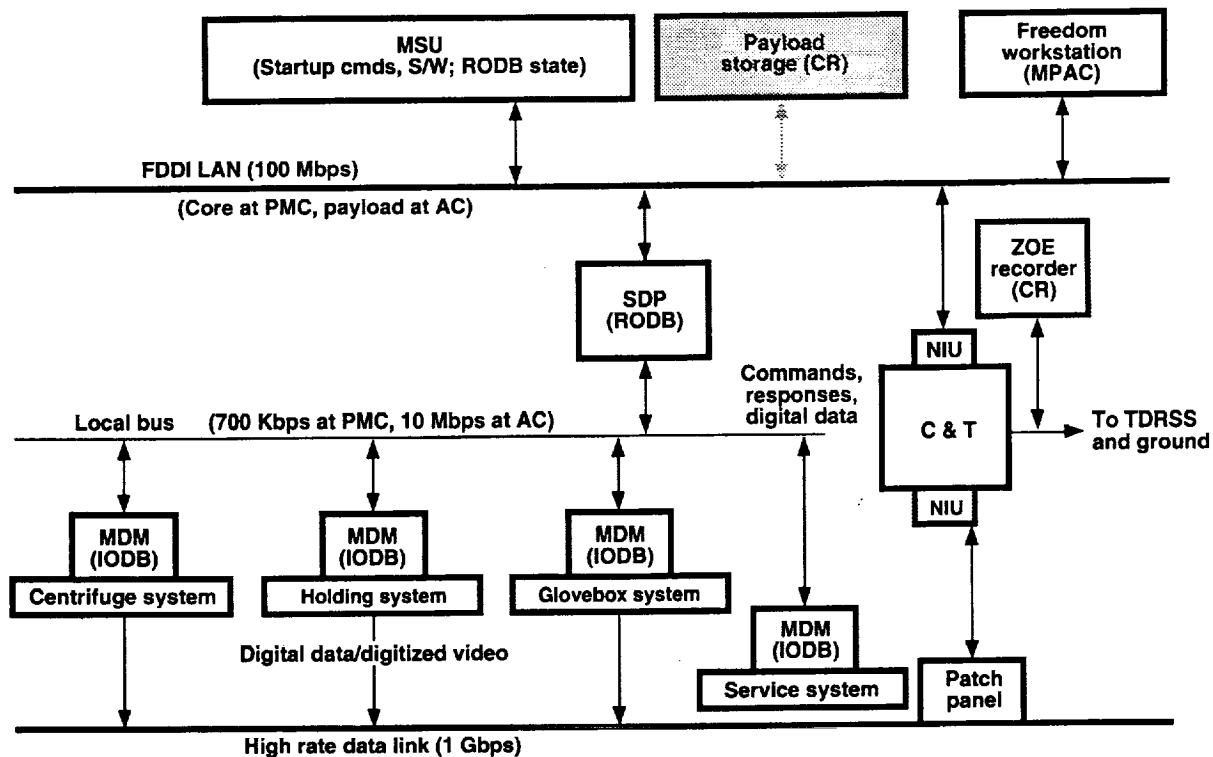 MSU
(Startup cmds, S/W; RODB state)
Payload
storage (CR)
Freedom
workstation
(MPAC)
FDDI LAN (100 Mbps)
(Core at PMC, payload at AC)
SDP
(RODB)
ZOE
recorder
(CR)
NIU
Commands,
responses,
digital data
C & T
To TDRSS
and ground
NIU
Local bus
(700 Kbps at PMC, 10 Mbps at AC)
MDM
(IODB)
Centrifuge system
MDM
(IODB)
Holding system
MDM
(IODB)
Glovebox system
MDM
(IODB)
Service system
Digital data/digitized video
Patch
panel
High rate data link (1 Gbps)